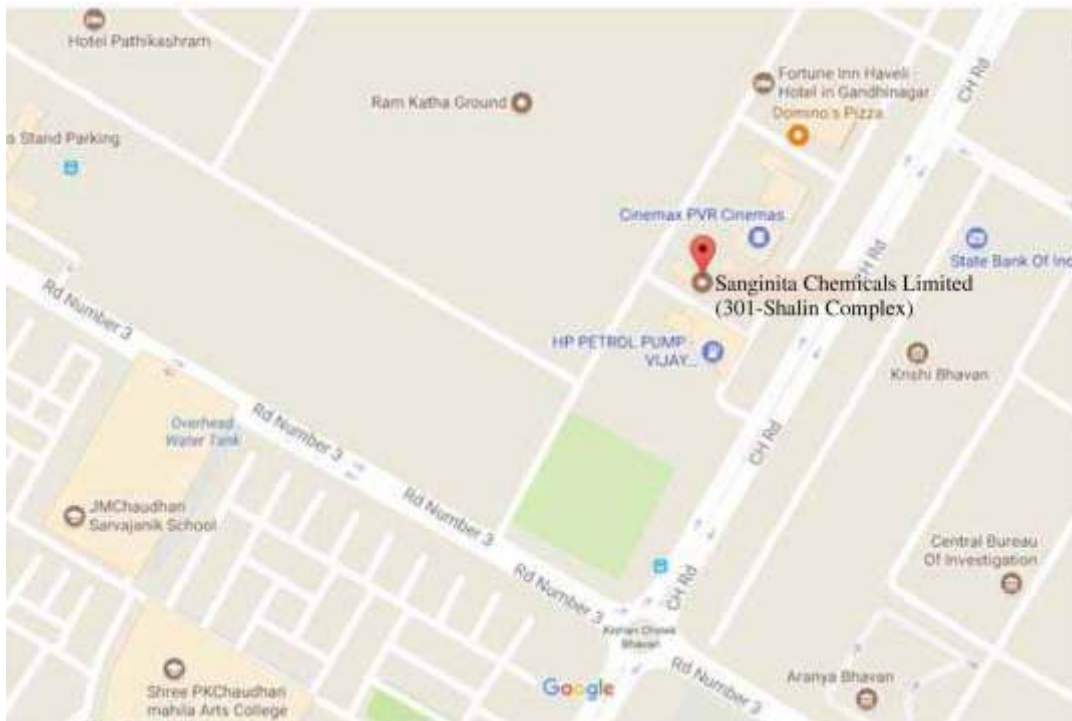 Hotel Pathikashram
Ram Katha Ground
Fortune Inn Haveli -
Hotel in Gandhinagar
Domino's Pizza
CH Rd
o Stand Parking
Cinemax PVR Cinemas
State Bank Of Ind
CH Rd
Sanginita Chemicals Limited
(301-Shalin Complex)
Rd Number 3
HP PETROL PUMP -
VIJAY...
Krishi Bhavan
Overhead
Water Tank
Rd Number 3
CH Rd
JMChaudhari
Sarvajanik School
Rd Number 3
Central Bureau
Of Investigation
Rd Number 3
CH Rd
Bhavan
Rd Number 3
Aranya Bhavan
Shree PKChaudhari
mahila Arts College
Google